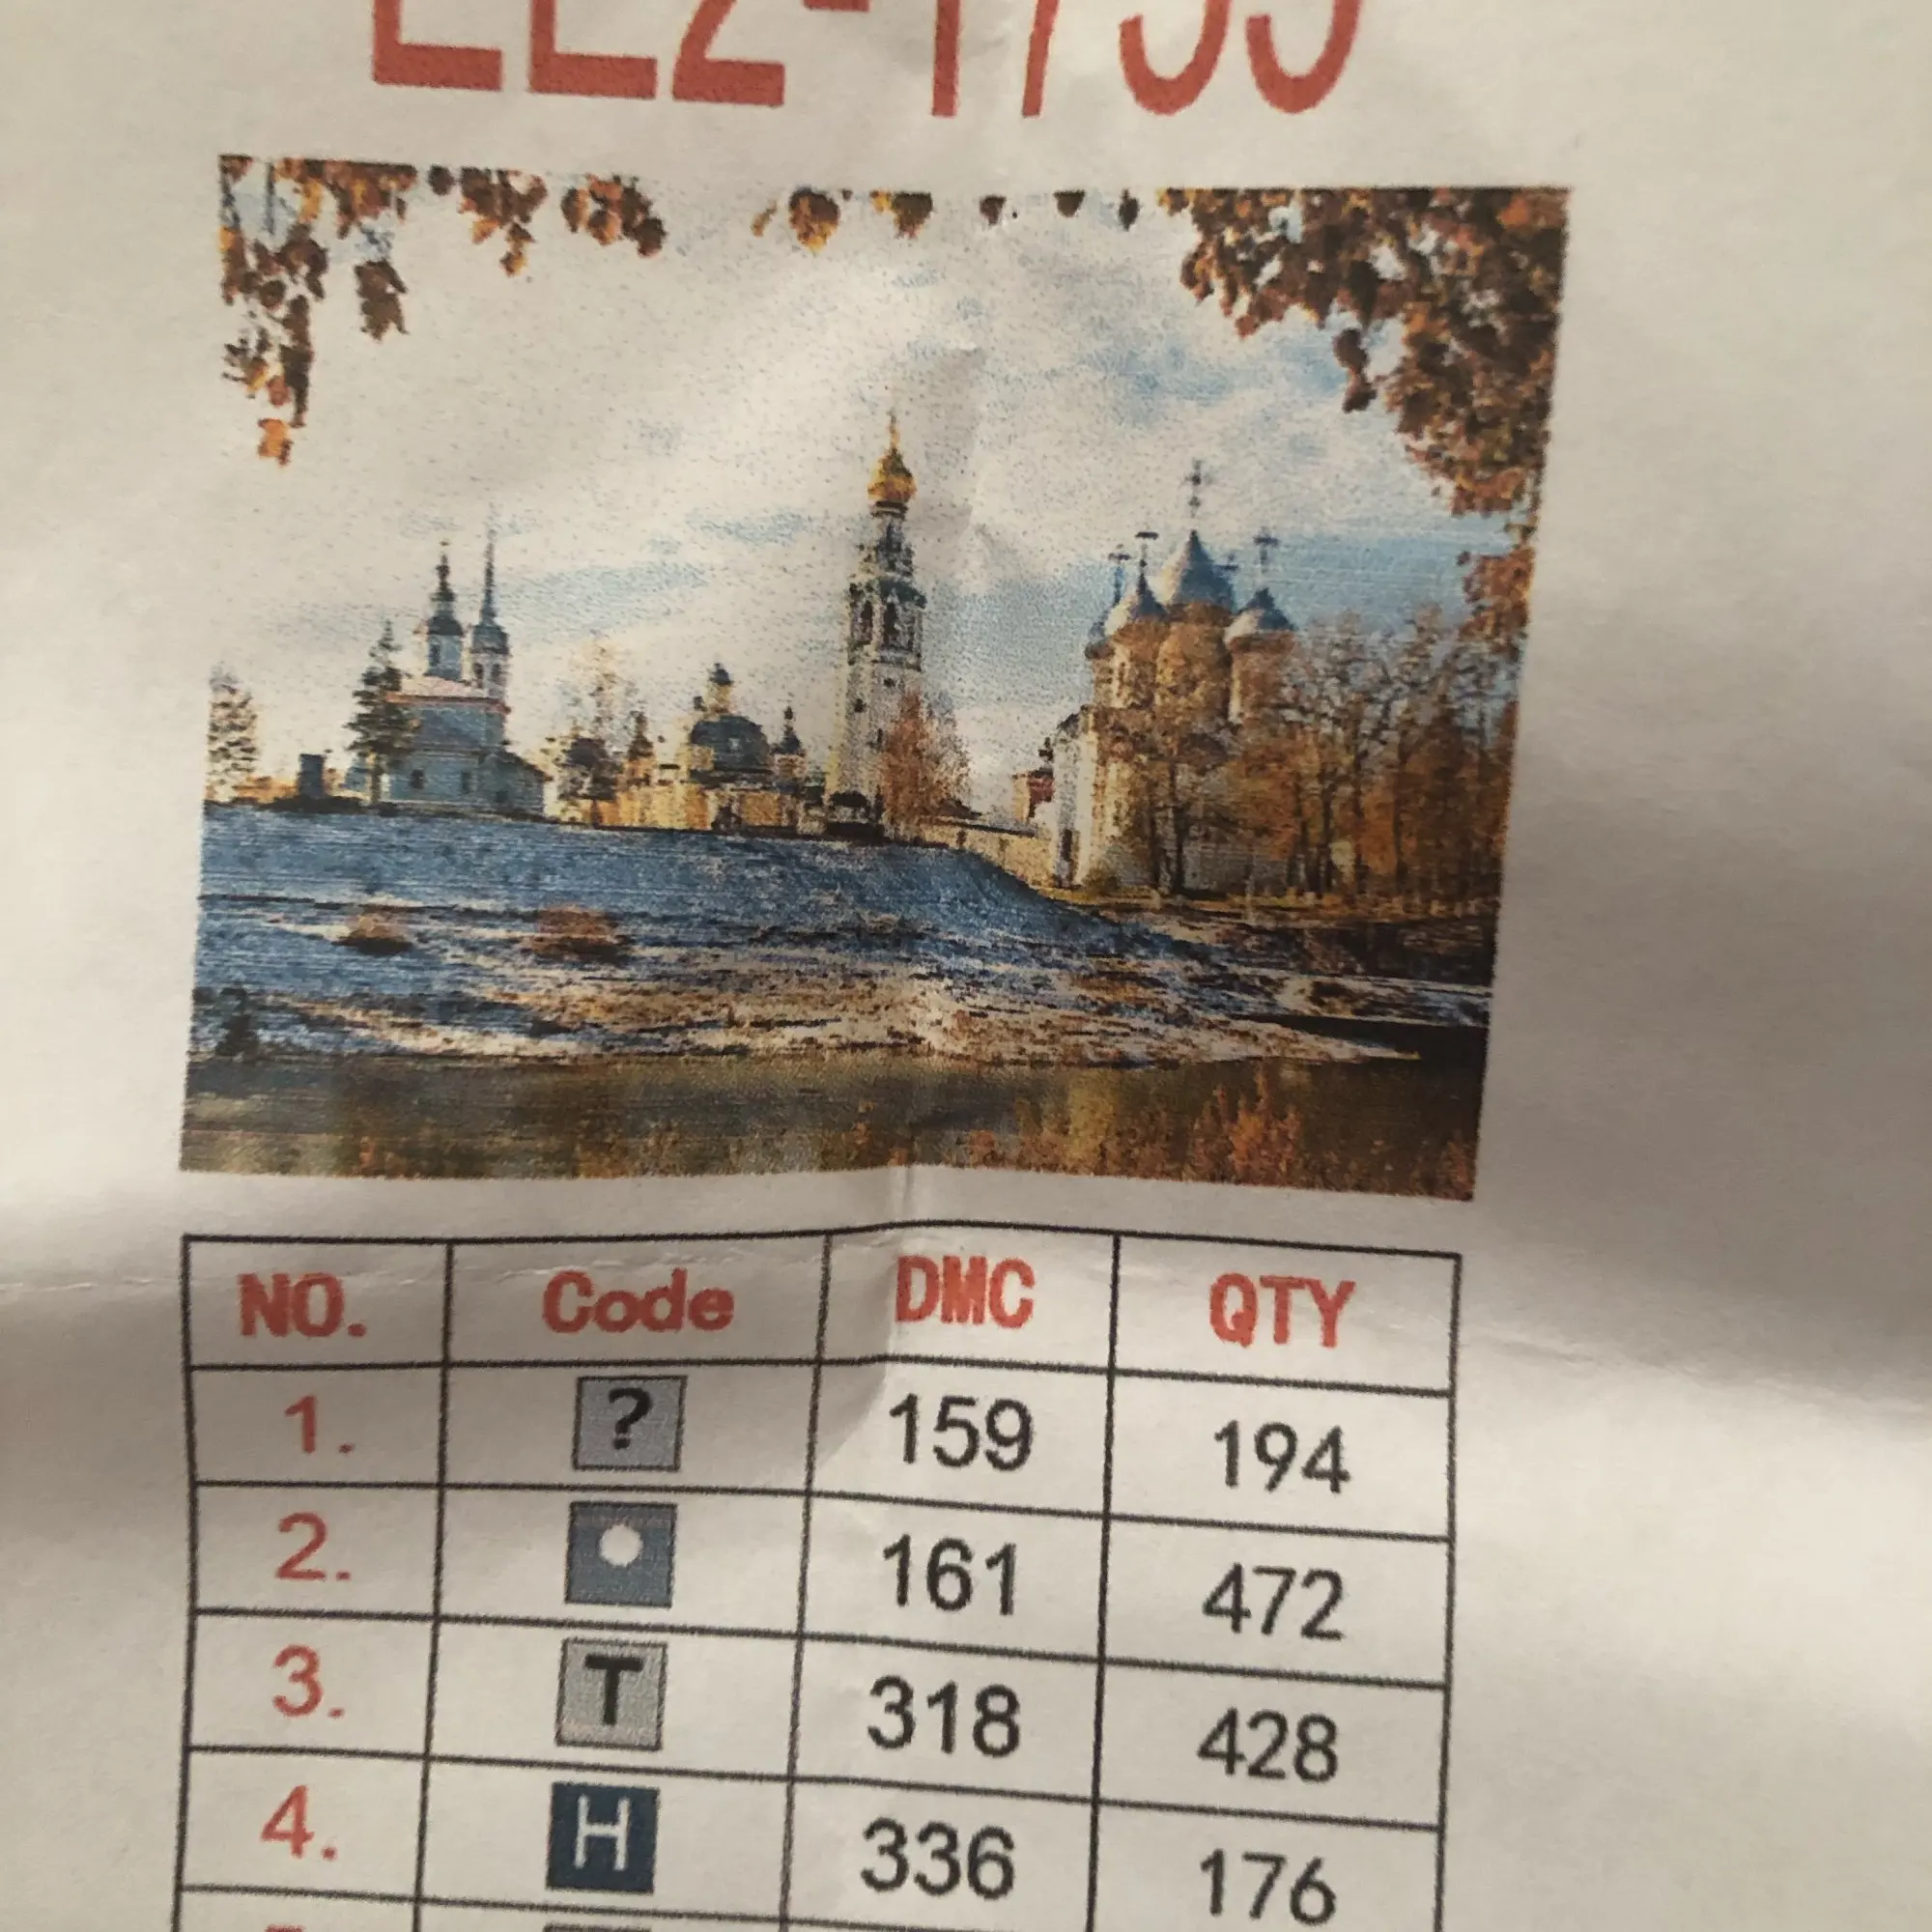 NO. Code DMC QTY
1. ? 159 194
2. 161 472
3. T 318 428
4. H 336 176